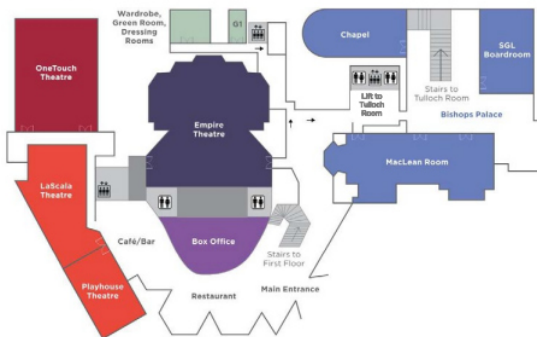 Wardrobe,
Green Room,
Dressing
Rooms
G1
OneTouch
Theatre
Chapel
SGL
Boardroom
Lift to
Tulloch
Room
Stairs to
Tulloch Room
Bishops Palace
Empire
Theatre
MacLean Room
LaScala
Theatre
Café/Bar
Box Office
Stairs to
First Floor
Playhouse
Theatre
Restaurant
Main Entrance